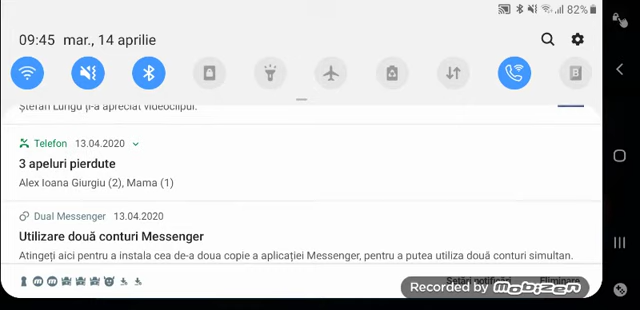 82%
09:45 mar., 14 aprilie
Ștefan Lungu ți-a apreciat videoclipul.
Telefon 13.04.2020
3 apeluri pierdute
Alex Ioana Giurgiu (2), Mama (1)
Dual Messenger 13.04.2020
Utilizare două conturi Messenger
Atingeți aici pentru a instala cea de-a doua copie a aplicației Messenger, pentru a putea utiliza două conturi simultan.
Setări notificări Eliminare
Recorded by Mobizen